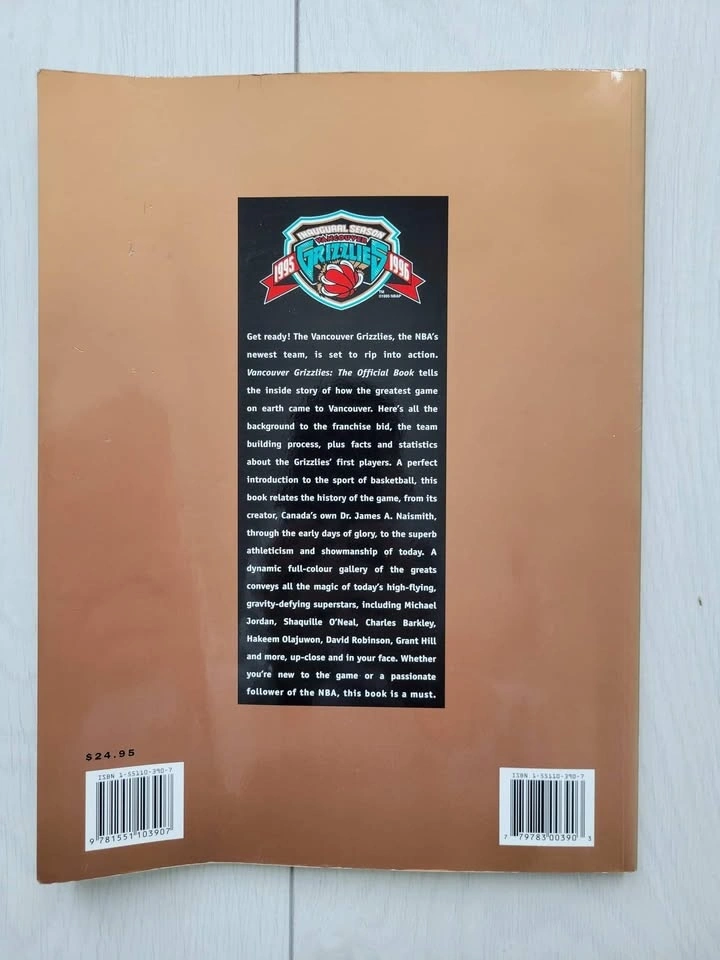 INAUGURAL SEASON
VANCOUVER
GRIZZLIES
1995 1996
TM
©1995 NBAP
Get ready! The Vancouver Grizzlies, the NBA's
newest team, is set to rip into action.
Vancouver Grizzlies: The Official Book tells
the inside story of how the greatest game
on earth came to Vancouver. Here's all the
background to the franchise bid, the team
building process, plus facts and statistics
about the Grizzlies' first players. A perfect
introduction to the sport of basketball, this
book relates the history of the game, from its
creator, Canada's own Dr. James A. Naismith,
through the early days of glory, to the superb
athleticism and showmanship of today. A
dynamic full-colour gallery of the greats
conveys all the magic of today's high-flying,
gravity-defying superstars, including Michael
Jordan, Shaquille O'Neal, Charles Barkley,
Hakeem Olajuwon, David Robinson, Grant Hill
and more, up-close and in your face. Whether
you're new to the game or a passionate
follower of the NBA, this book is a must.
$24.95
ISBN 1-55110-390-7
9 781551 103907
ISBN 1-55110-390-7
7 79783 00390 3